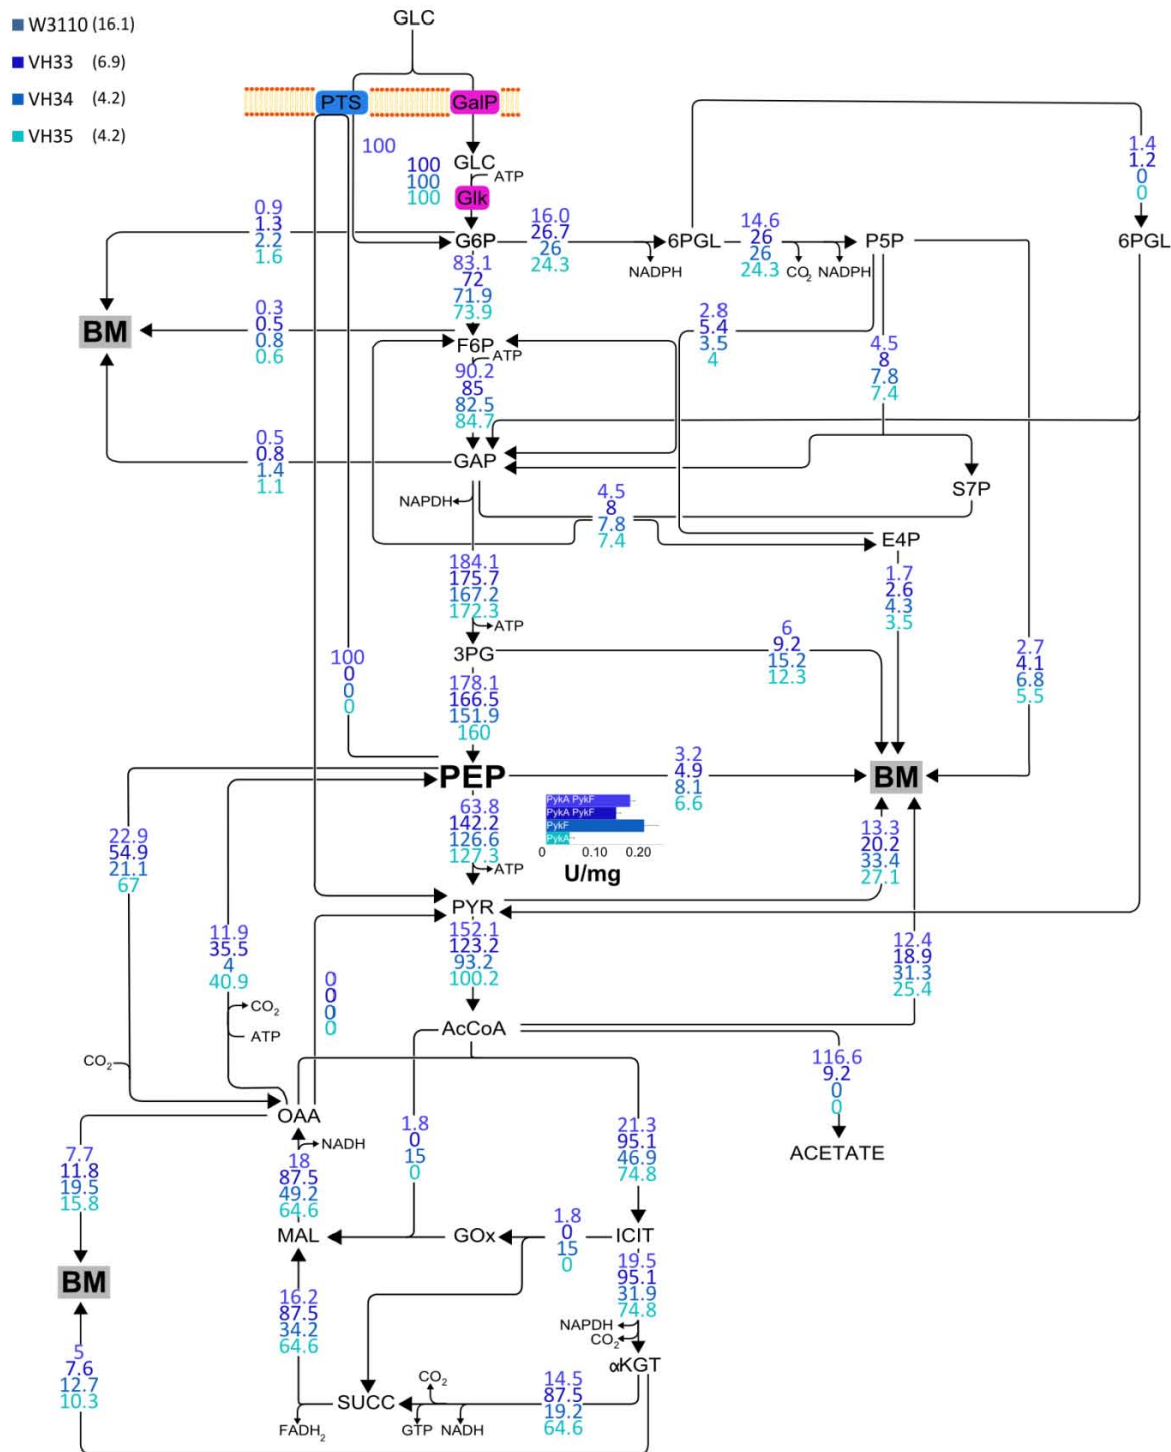 GLC
W3110 (16.1)
VH33 (6.9)
VH34 (4.2)
VH35 (4.2)
PTS
GalP
100
GLC
100
100
100
ATP
Glk
1.4
1.2
0
0
0.9
1.3
2.2
1.6
G6P
16.0
26.7
26
24.3
NADPH
6PGL
14.6
26
26
24.3
CO2
NADPH
P5P
6PGL
83.1
72
71.9
73.9
BM
0.3
0.5
0.8
0.6
F6P
ATP
2.8
5.4
3.5
4
4.5
8
7.8
7.4
90.2
85
82.5
84.7
0.5
0.8
1.4
1.1
GAP
NAPDH
S7P
4.5
8
7.8
7.4
E4P
184.1
175.7
167.2
172.3
ATP
1.7
2.6
4.3
3.5
3PG
6
9.2
15.2
12.3
2.7
4.1
6.8
5.5
100
0
0
0
178.1
166.5
151.9
160
PEP
3.2
4.9
8.1
6.6
BM
63.8
142.2
126.6
127.3
ATP
PykA PykF
PykA PykF
PykF
PykA
0 0.10 0.20
U/mg
13.3
20.2
33.4
27.1
22.9
54.9
21.1
67
PYR
11.9
35.5
4
40.9
CO2
ATP
0
0
0
0
152.1
123.2
93.2
100.2
12.4
18.9
31.3
25.4
AcCoA
CO2
116.6
9.2
0
0
ACETATE
OAA
NADH
7.7
11.8
19.5
15.8
18
87.5
49.2
64.6
1.8
0
15
0
21.3
95.1
46.9
74.8
MAL
GOx
1.8
0
15
0
ICIT
BM
16.2
87.5
34.2
64.6
19.5
95.1
31.9
74.8
NAPDH
CO2
αKGT
5
7.6
12.7
10.3
SUCC
FADH2
CO2
GTP
NADH
14.5
87.5
19.2
64.6